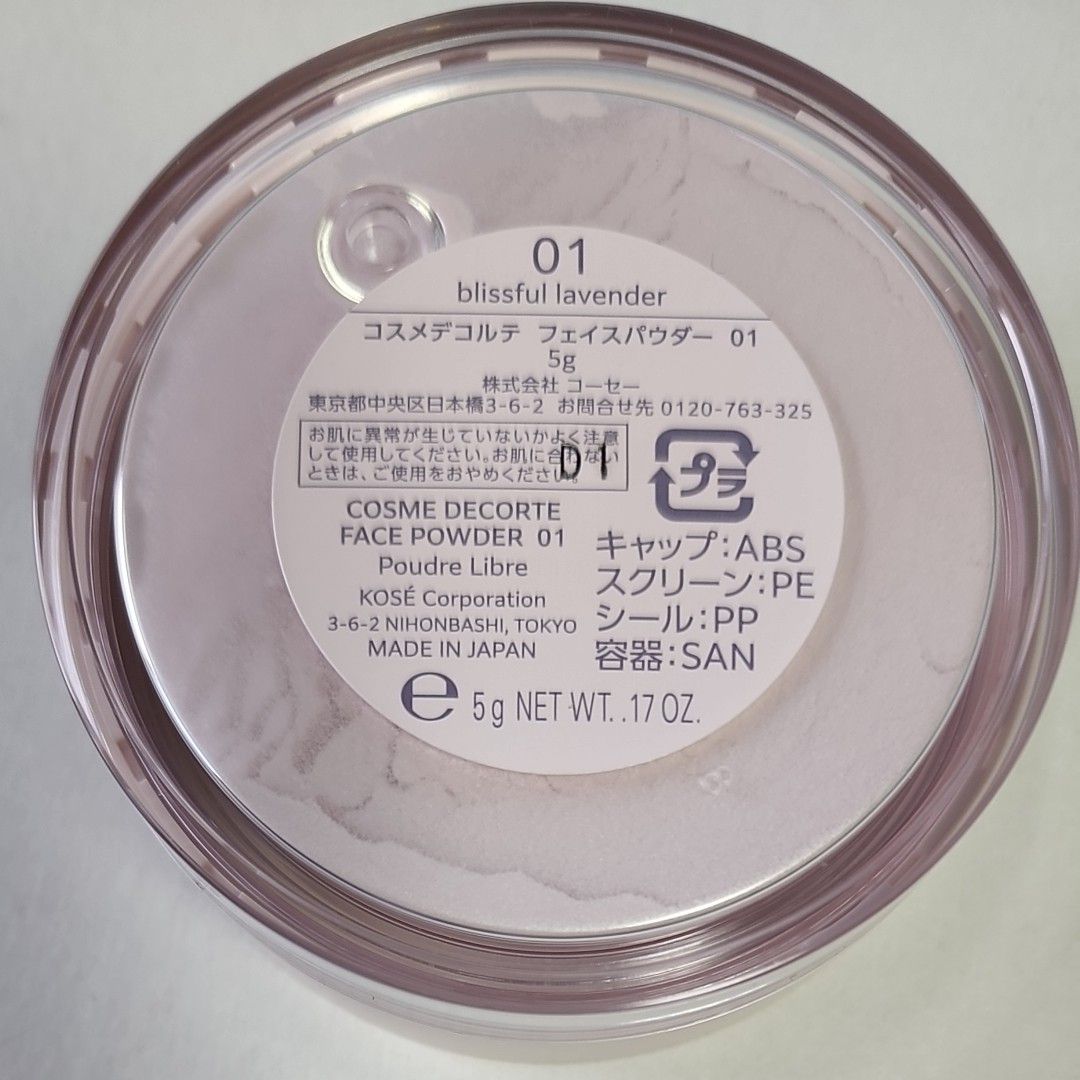 01
blissful lavender
コスメデコルテ フェイスパウダー 01
5g
株式会社 コーセー
東京都中央区日本橋3-6-2 お問合せ先 0120-763-325
お肌に異常が生じていないかよく注意
して使用してください。お肌に合わない
ときは、ご使用をおやめください。
D1
プラ
COSME DECORTE
FACE POWDER 01
Poudre Libre
KOSÉ Corporation
3-6-2 NIHONBASHI, TOKYO
MADE IN JAPAN
キャップ:ABS
スクリーン:PE
シール:PP
容器:SAN
e 5g NET WT. .17 OZ.